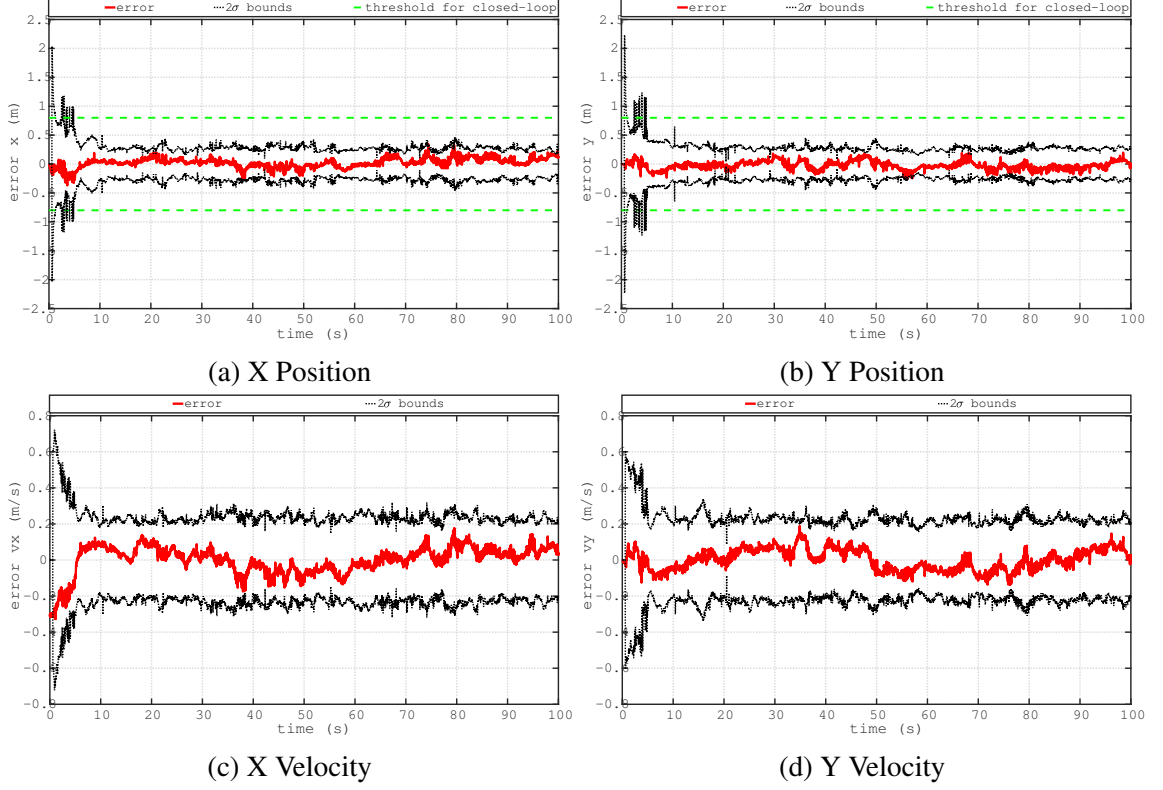 error 2σ bounds threshold for closed-loop
2.5
2
1.5
1
0.5
0
-0.5
-1
-1.5
-2
-2.5
error x (m)
0 10 20 30 40 50 60 70 80 90 100
time (s)
(a) X Position
error 2σ bounds threshold for closed-loop
2.5
2
1.5
1
0.5
0
-0.5
-1
-1.5
-2
-2.5
error y (m)
0 10 20 30 40 50 60 70 80 90 100
time (s)
(b) Y Position
error 2σ bounds
0.8
0.6
0.4
0.2
0
-0.2
-0.4
error vx (m/s)
0 10 20 30 40 50 60 70 80 90 100
time (s)
(c) X Velocity
error 2σ bounds
0.8
0.6
0.4
0.2
0
-0.2
-0.4
error vy (m/s)
0 10 20 30 40 50 60 70 80 90 100
time (s)
(d) Y Velocity